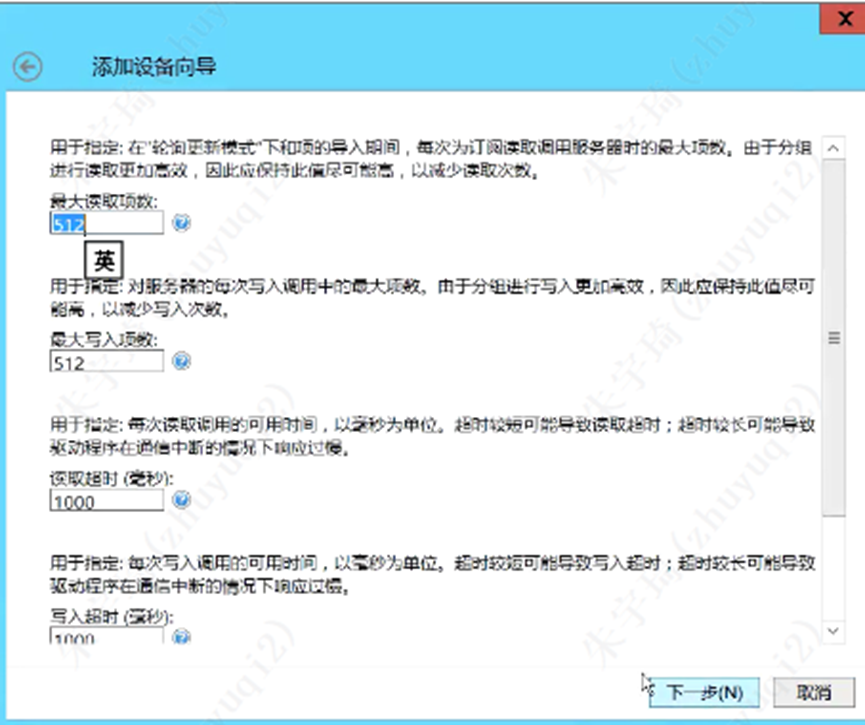 添加设备向导
用于指定: 在"轮询更新模式"下和项的导入期间，每次为订阅读取调用服务器时的最大项数。由于分组
进行读取更加高效，因此应保持此值尽可能高，以减少读取次数。
最大读取项数:
512
英
用于指定: 对服务器的每次写入调用中的最大项数。由于分组进行写入更加高效，因此应保持此值尽可
能高，以减少写入次数。
最大写入项数:
512
用于指定: 每次读取调用的可用时间，以毫秒为单位。超时较短可能导致读取超时；超时较长可能导致
驱动程序在通信中断的情况下响应过慢。
读取超时 (毫秒):
1000
用于指定: 每次写入调用的可用时间，以毫秒为单位。超时较短可能导致写入超时；超时较长可能导致
驱动程序在通信中断的情况下响应过慢。
写入超时 (毫秒):
1000
下一步(N) 取消
朱宇琦(zhuyuqi2)